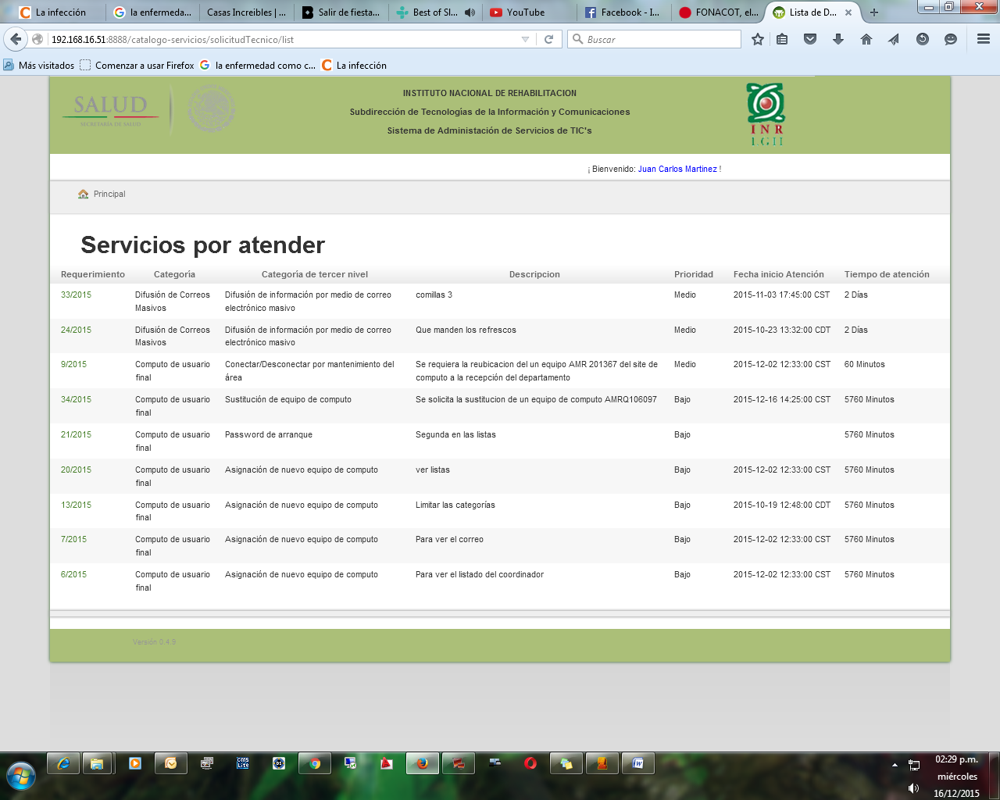 La infección
la enfermeda...
Casas Increibles | ...
Salir de fiesta...
Best of Sl...
YouTube
Facebook - I...
FONACOT, el...
Lista de D...
192.168.16.51:8888/catalogo-servicios/solicitudTecnico/list
Buscar
Más visitados
Comenzar a usar Firefox
la enfermedad como c...
La infección
SALUD
SECRETARÍA DE SALUD
INSTITUTO NACIONAL DE REHABILITACION
Subdirección de Tecnologías de la Información y Comunicaciones
Sistema de Administación de Servicios de TIC's
INR
¡ Bienvenido: Juan Carlos Martinez !
Principal
Servicios por atender
Requerimiento Categoría Categoría de tercer nivel Descripcion Prioridad Fecha inicio Atención Tiempo de atención
33/2015 Difusión de Correos Difusión de información por medio de correo comillas 3 Medio 2015-11-03 17:45:00 CST 2 Días
Masivos electrónico masivo
24/2015 Difusión de Correos Difusión de información por medio de correo Que manden los refrescos Medio 2015-10-23 13:32:00 CDT 2 Días
Masivos electrónico masivo
9/2015 Computo de usuario Conectar/Desconectar por mantenimiento del Se requiera la reubicacion del un equipo AMR 201367 del site de Medio 2015-12-02 12:33:00 CST 60 Minutos
final área computo a la recepción del departamento
34/2015 Computo de usuario Sustitución de equipo de computo Se solicita la sustitucion de un equipo de computo AMRQ106097 Bajo 2015-12-16 14:25:00 CST 5760 Minutos
final
21/2015 Computo de usuario Password de arranque Segunda en las listas Bajo 5760 Minutos
final
20/2015 Computo de usuario Asignación de nuevo equipo de computo ver listas Bajo 2015-12-02 12:33:00 CST 5760 Minutos
final
13/2015 Computo de usuario Asignación de nuevo equipo de computo Limitar las categorías Bajo 2015-10-19 12:48:00 CDT 5760 Minutos
final
7/2015 Computo de usuario Asignación de nuevo equipo de computo Para ver el correo Bajo 2015-12-02 12:33:00 CST 5760 Minutos
final
6/2015 Computo de usuario Asignación de nuevo equipo de computo Para ver el listado del coordinador Bajo 2015-12-02 12:33:00 CST 5760 Minutos
final
Versión 0.4.9
CMS
Lite
DS
02:29 p.m.
miércoles
16/12/2015